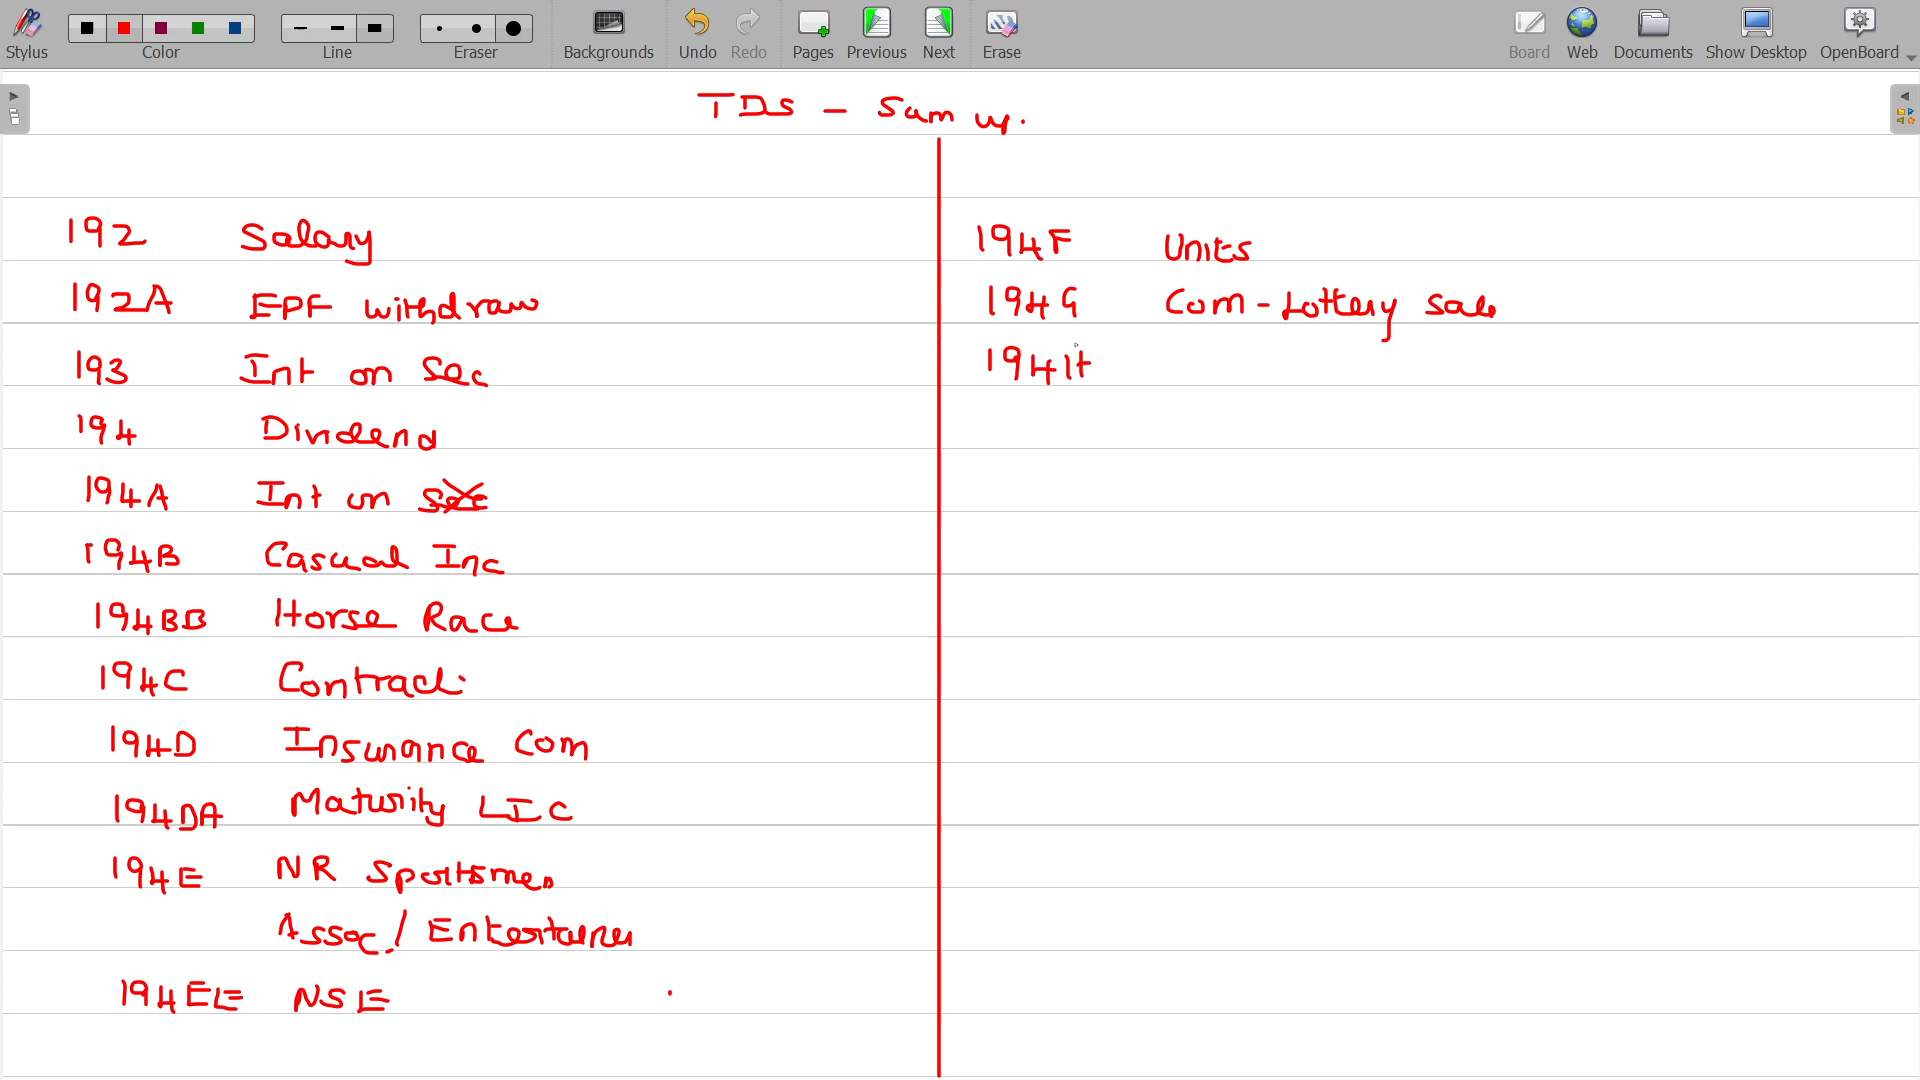 Stylus Color Line Eraser Backgrounds Undo Redo Pages Previous Next Erase Board Web Documents Show Desktop OpenBoard
TDS - Sum up.
192 Salary
192A EPF withdraw
193 Int on Sec
194 Dividend
194A Int on Sec
194B Casual Inc
194BB Horse Race
194C Contract
194D Insurance Com
194DA Maturity LIC
194E NR Sportsmen
Assoc./ Entertainer
194EE NSE
194F Units
194G Com-Lottery sale
194H